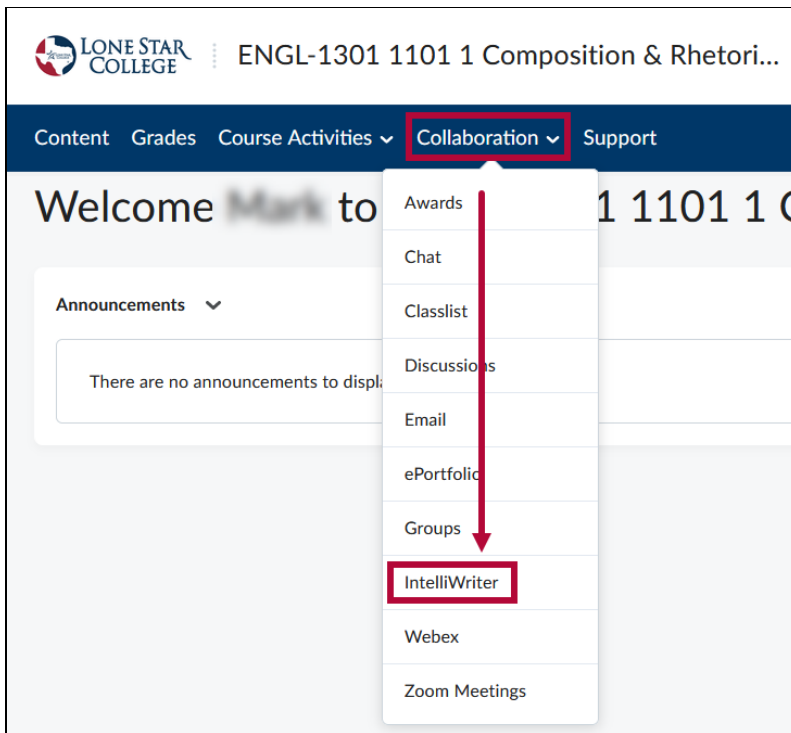 LONE STAR
COLLEGE
ENGL-1301 1101 1 Composition & Rhetori...
Content Grades Course Activities Collaboration Support
Welcome to 1 1101 1
Announcements
There are no announcements to displa
Awards
Chat
Classlist
Discussions
Email
ePortfolio
Groups
IntelliWriter
Webex
Zoom Meetings